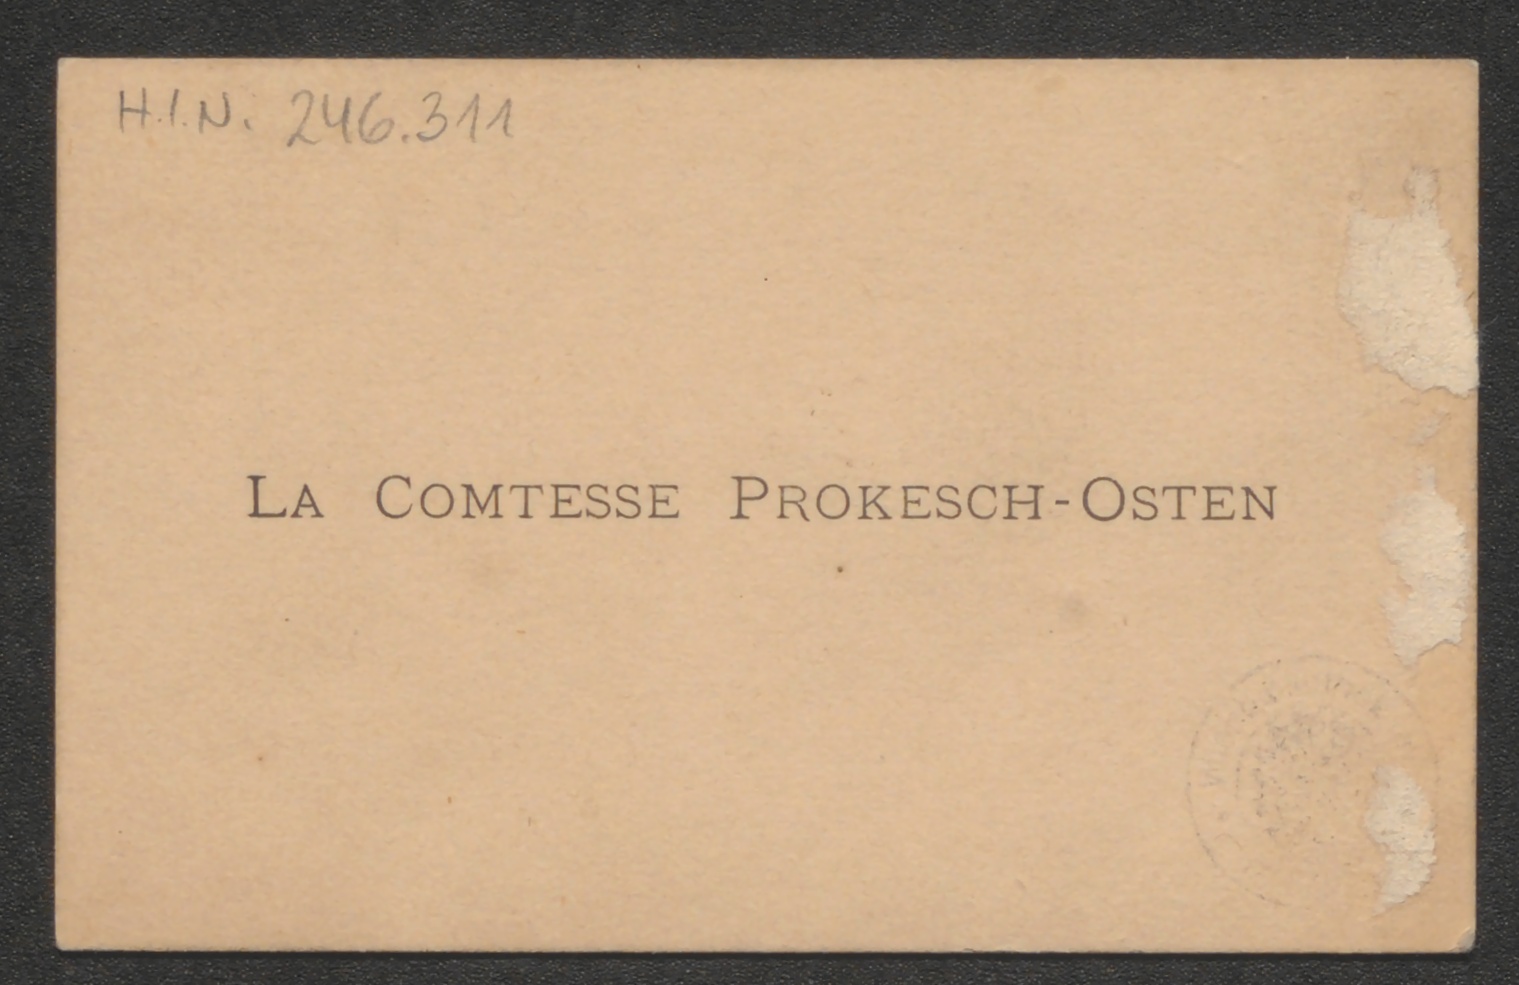 H.I.N. 246.311
LA COMTESSE PROKESCH-OSTEN